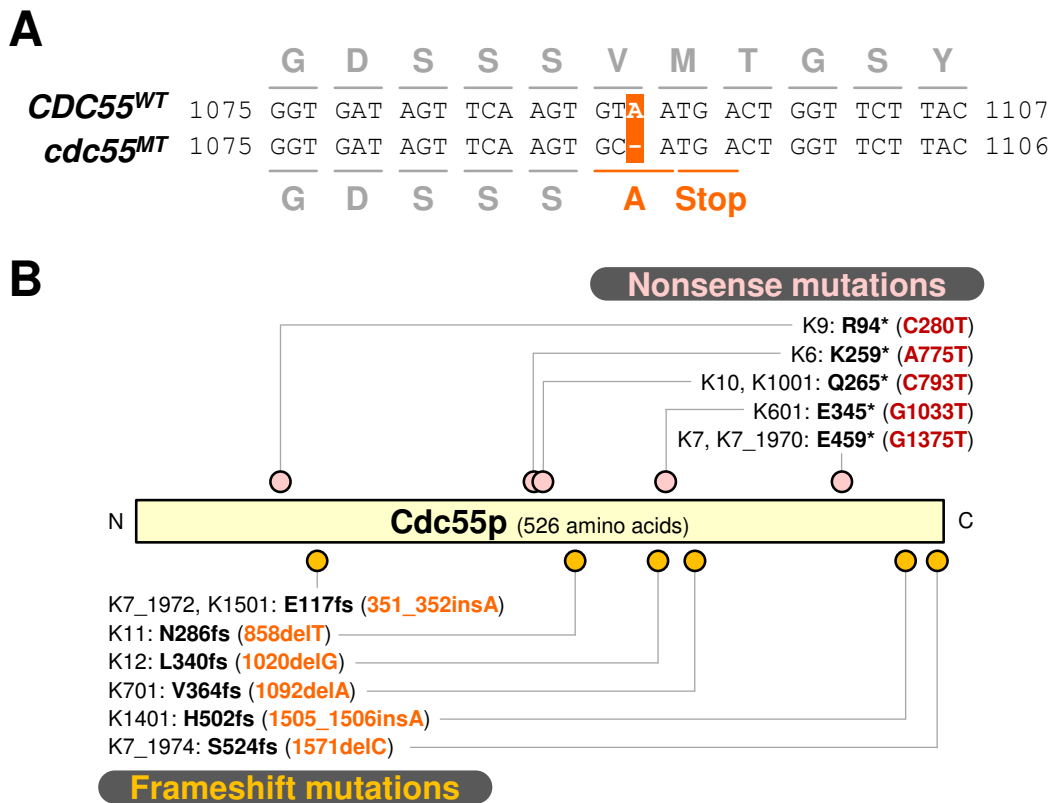 A
G D S S S V M T G S Y
CDC55WT 1075 GGT GAT AGT TCA AGT GTA ATG ACT GGT TCT TAC 1107
cdc55MT 1075 GGT GAT AGT TCA AGT GC– ATG ACT GGT TCT TAC 1106
G D S S S A Stop
B
Nonsense mutations
K9: R94* (C280T)
K6: K259* (A775T)
K10, K1001: Q265* (C793T)
K601: E345* (G1033T)
K7, K7_1970: E459* (G1375T)
N Cdc55p (526 amino acids) C
K7_1972, K1501: E117fs (351_352insA)
K11: N286fs (858delT)
K12: L340fs (1020delG)
K701: V364fs (1092delA)
K1401: H502fs (1505_1506insA)
K7_1974: S524fs (1571delC)
Frameshift mutations